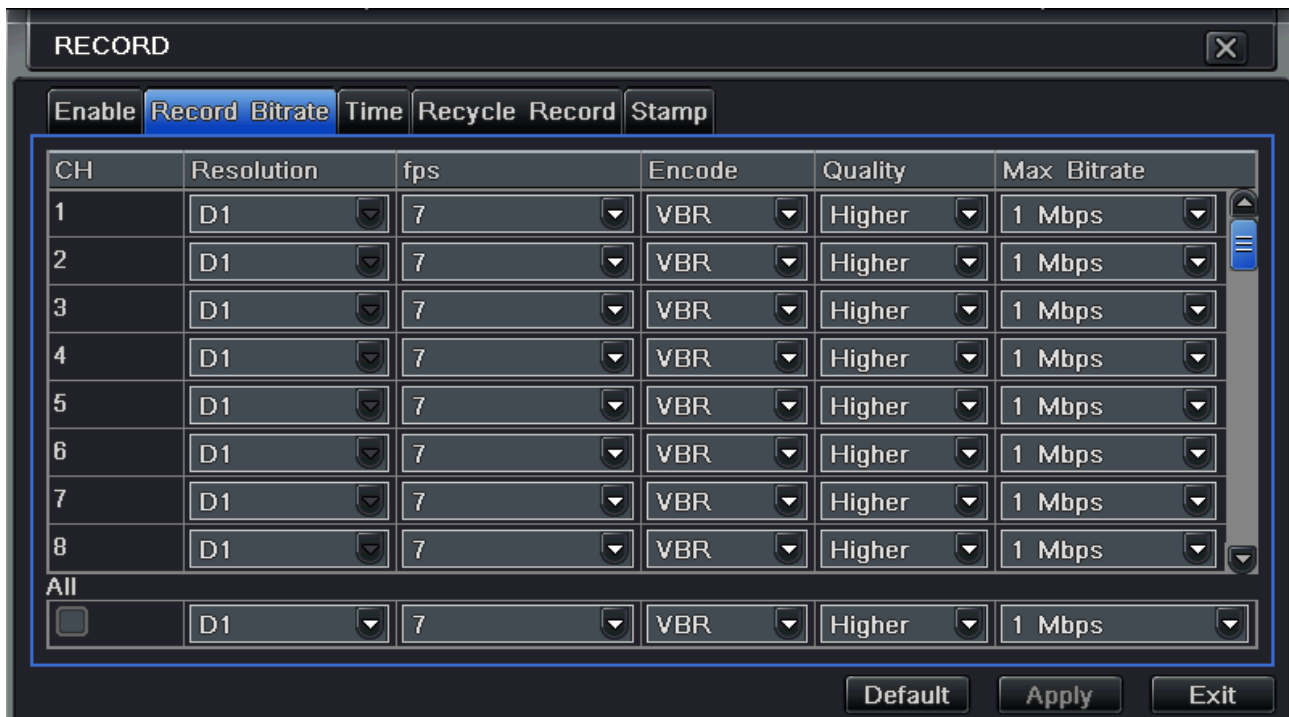 RECORD
Enable Record Bitrate Time Recycle Record Stamp
CH Resolution fps Encode Quality Max Bitrate
1 D1 7 VBR Higher 1 Mbps
2 D1 7 VBR Higher 1 Mbps
3 D1 7 VBR Higher 1 Mbps
4 D1 7 VBR Higher 1 Mbps
5 D1 7 VBR Higher 1 Mbps
6 D1 7 VBR Higher 1 Mbps
7 D1 7 VBR Higher 1 Mbps
8 D1 7 VBR Higher 1 Mbps
All
D1 7 VBR Higher 1 Mbps
Default Apply Exit